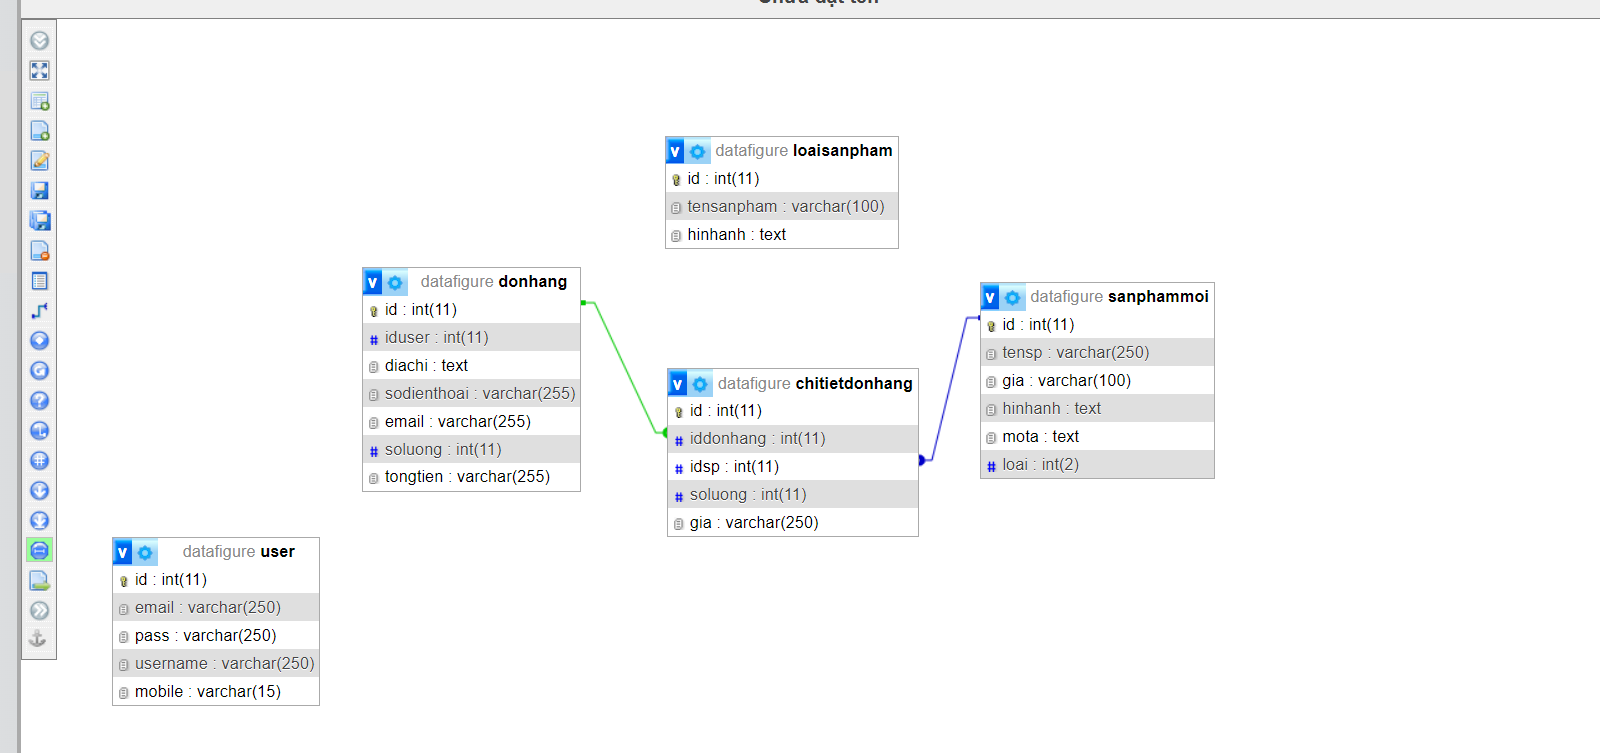 Chưa đặt tên
v datafigure loaisanpham
id : int(11)
tensanpham : varchar(100)
hinhanh : text
v datafigure donhang
id : int(11)
# iduser : int(11)
diachi : text
sodienthoai : varchar(255)
email : varchar(255)
# soluong : int(11)
tongtien : varchar(255)
v datafigure sanphammoi
id : int(11)
tensp : varchar(250)
gia : varchar(100)
hinhanh : text
mota : text
# loai : int(2)
v datafigure chitietdonhang
id : int(11)
# iddonhang : int(11)
# idsp : int(11)
# soluong : int(11)
gia : varchar(250)
v datafigure user
id : int(11)
email : varchar(250)
pass : varchar(250)
username : varchar(250)
mobile : varchar(15)